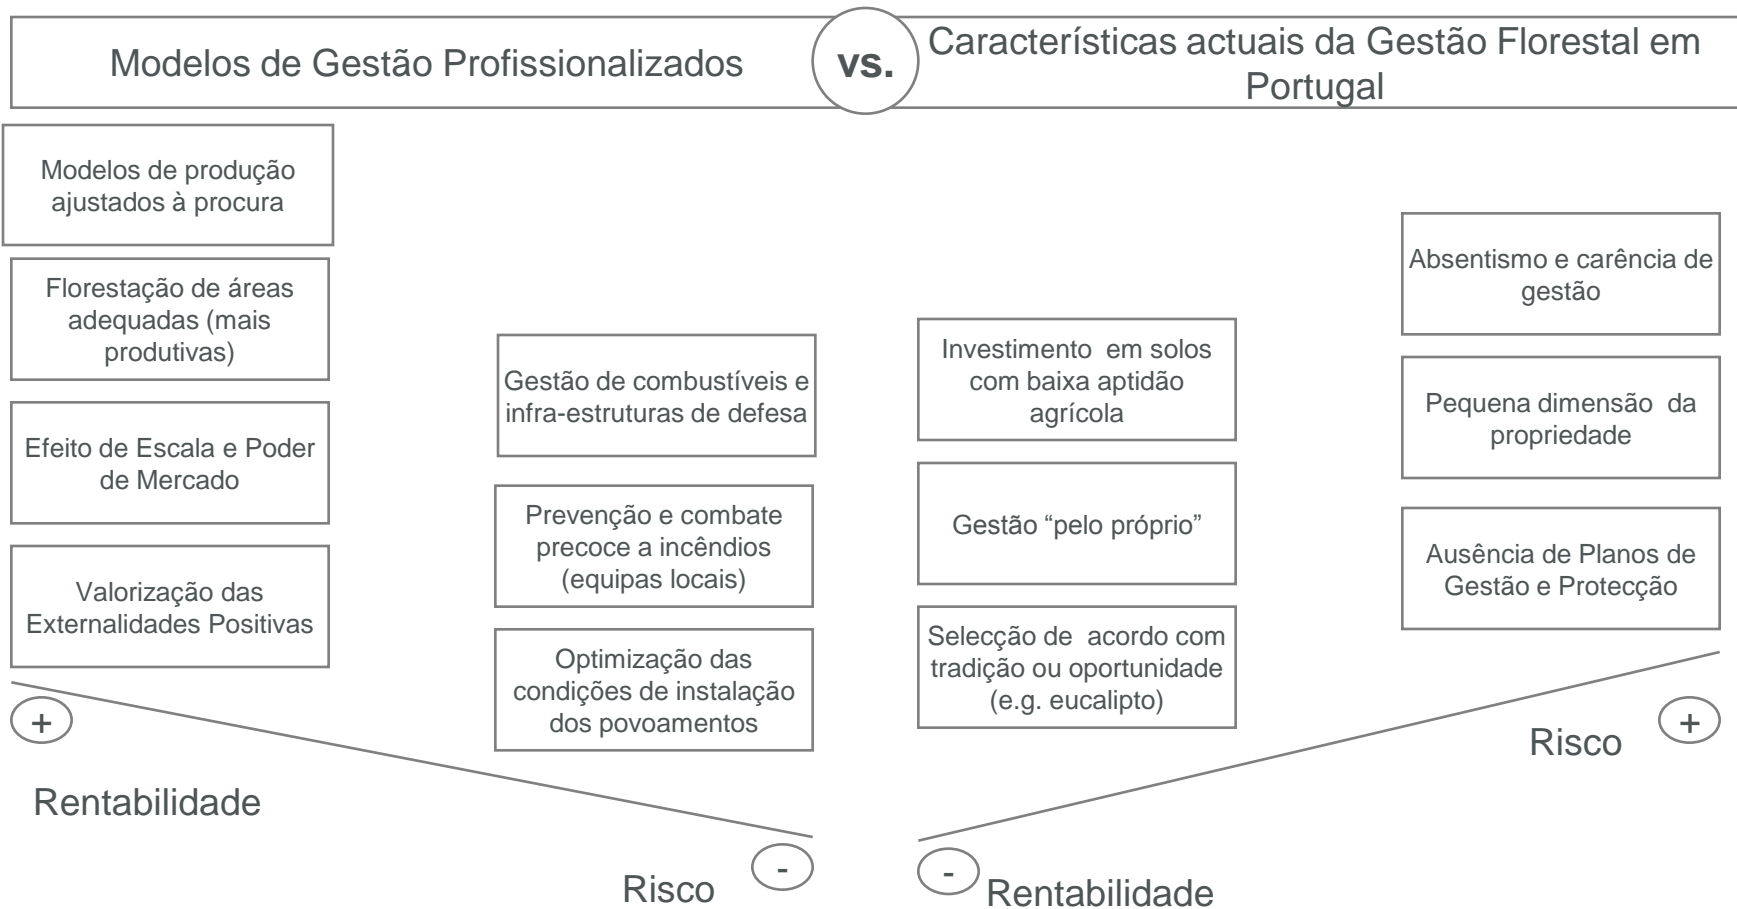 Modelos de Gestão Profissionalizados
vs.
Características actuais da Gestão Florestal em
Portugal
Modelos de produção
ajustados à procura
Florestação de áreas
adequadas (mais
produtivas)
Efeito de Escala e Poder
de Mercado
Valorização das
Externalidades Positivas
Gestão de combustíveis e
infra-estruturas de defesa
Prevenção e combate
precoce a incêndios
(equipas locais)
Optimização das
condições de instalação
dos povoamentos
Investimento em solos
com baixa aptidão
agrícola
Gestão “pelo próprio”
Selecção de acordo com
tradição ou oportunidade
(e.g. eucalipto)
Absentismo e carência de
gestão
Pequena dimensão da
propriedade
Ausência de Planos de
Gestão e Protecção
+
Rentabilidade
-
Risco
-
Rentabilidade
Risco
+